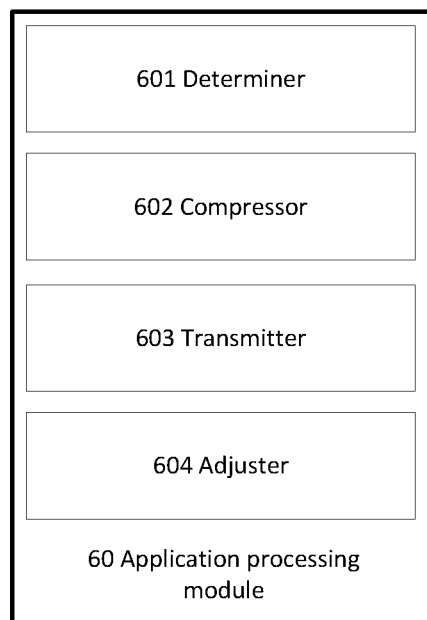 601 Determiner
602 Compressor
603 Transmitter
604 Adjuster
60 Application processing
module